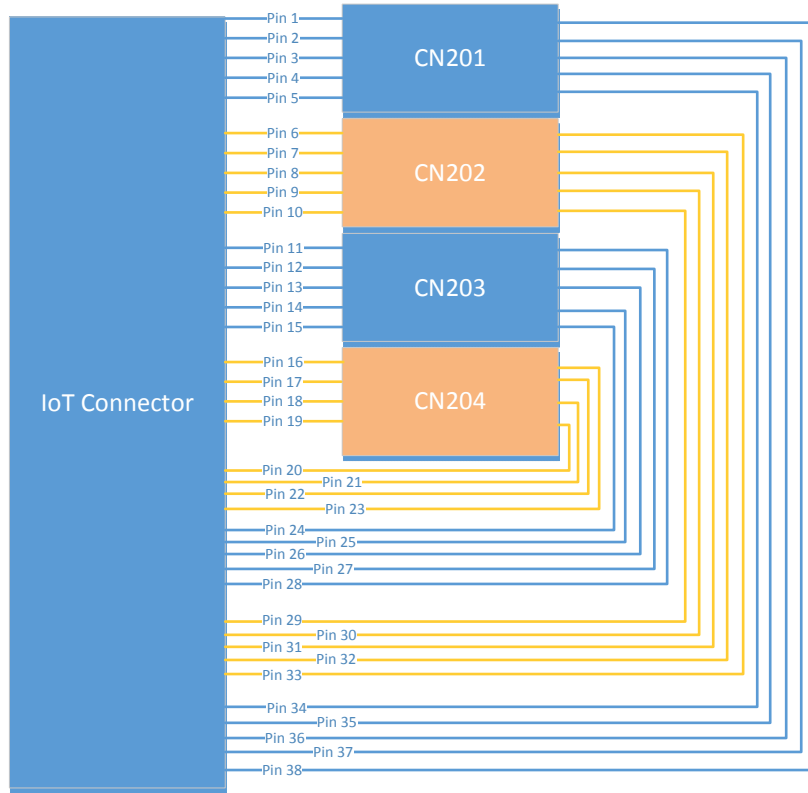 Pin 1
Pin 2
Pin 3
Pin 4
Pin 5
CN201
Pin 6
Pin 7
Pin 8
Pin 9
Pin 10
CN202
Pin 11
Pin 12
Pin 13
Pin 14
Pin 15
CN203
Pin 16
Pin 17
Pin 18
Pin 19
CN204
IoT Connector
Pin 20
Pin 21
Pin 22
Pin 23
Pin 24
Pin 25
Pin 26
Pin 27
Pin 28
Pin 29
Pin 30
Pin 31
Pin 32
Pin 33
Pin 34
Pin 35
Pin 36
Pin 37
Pin 38